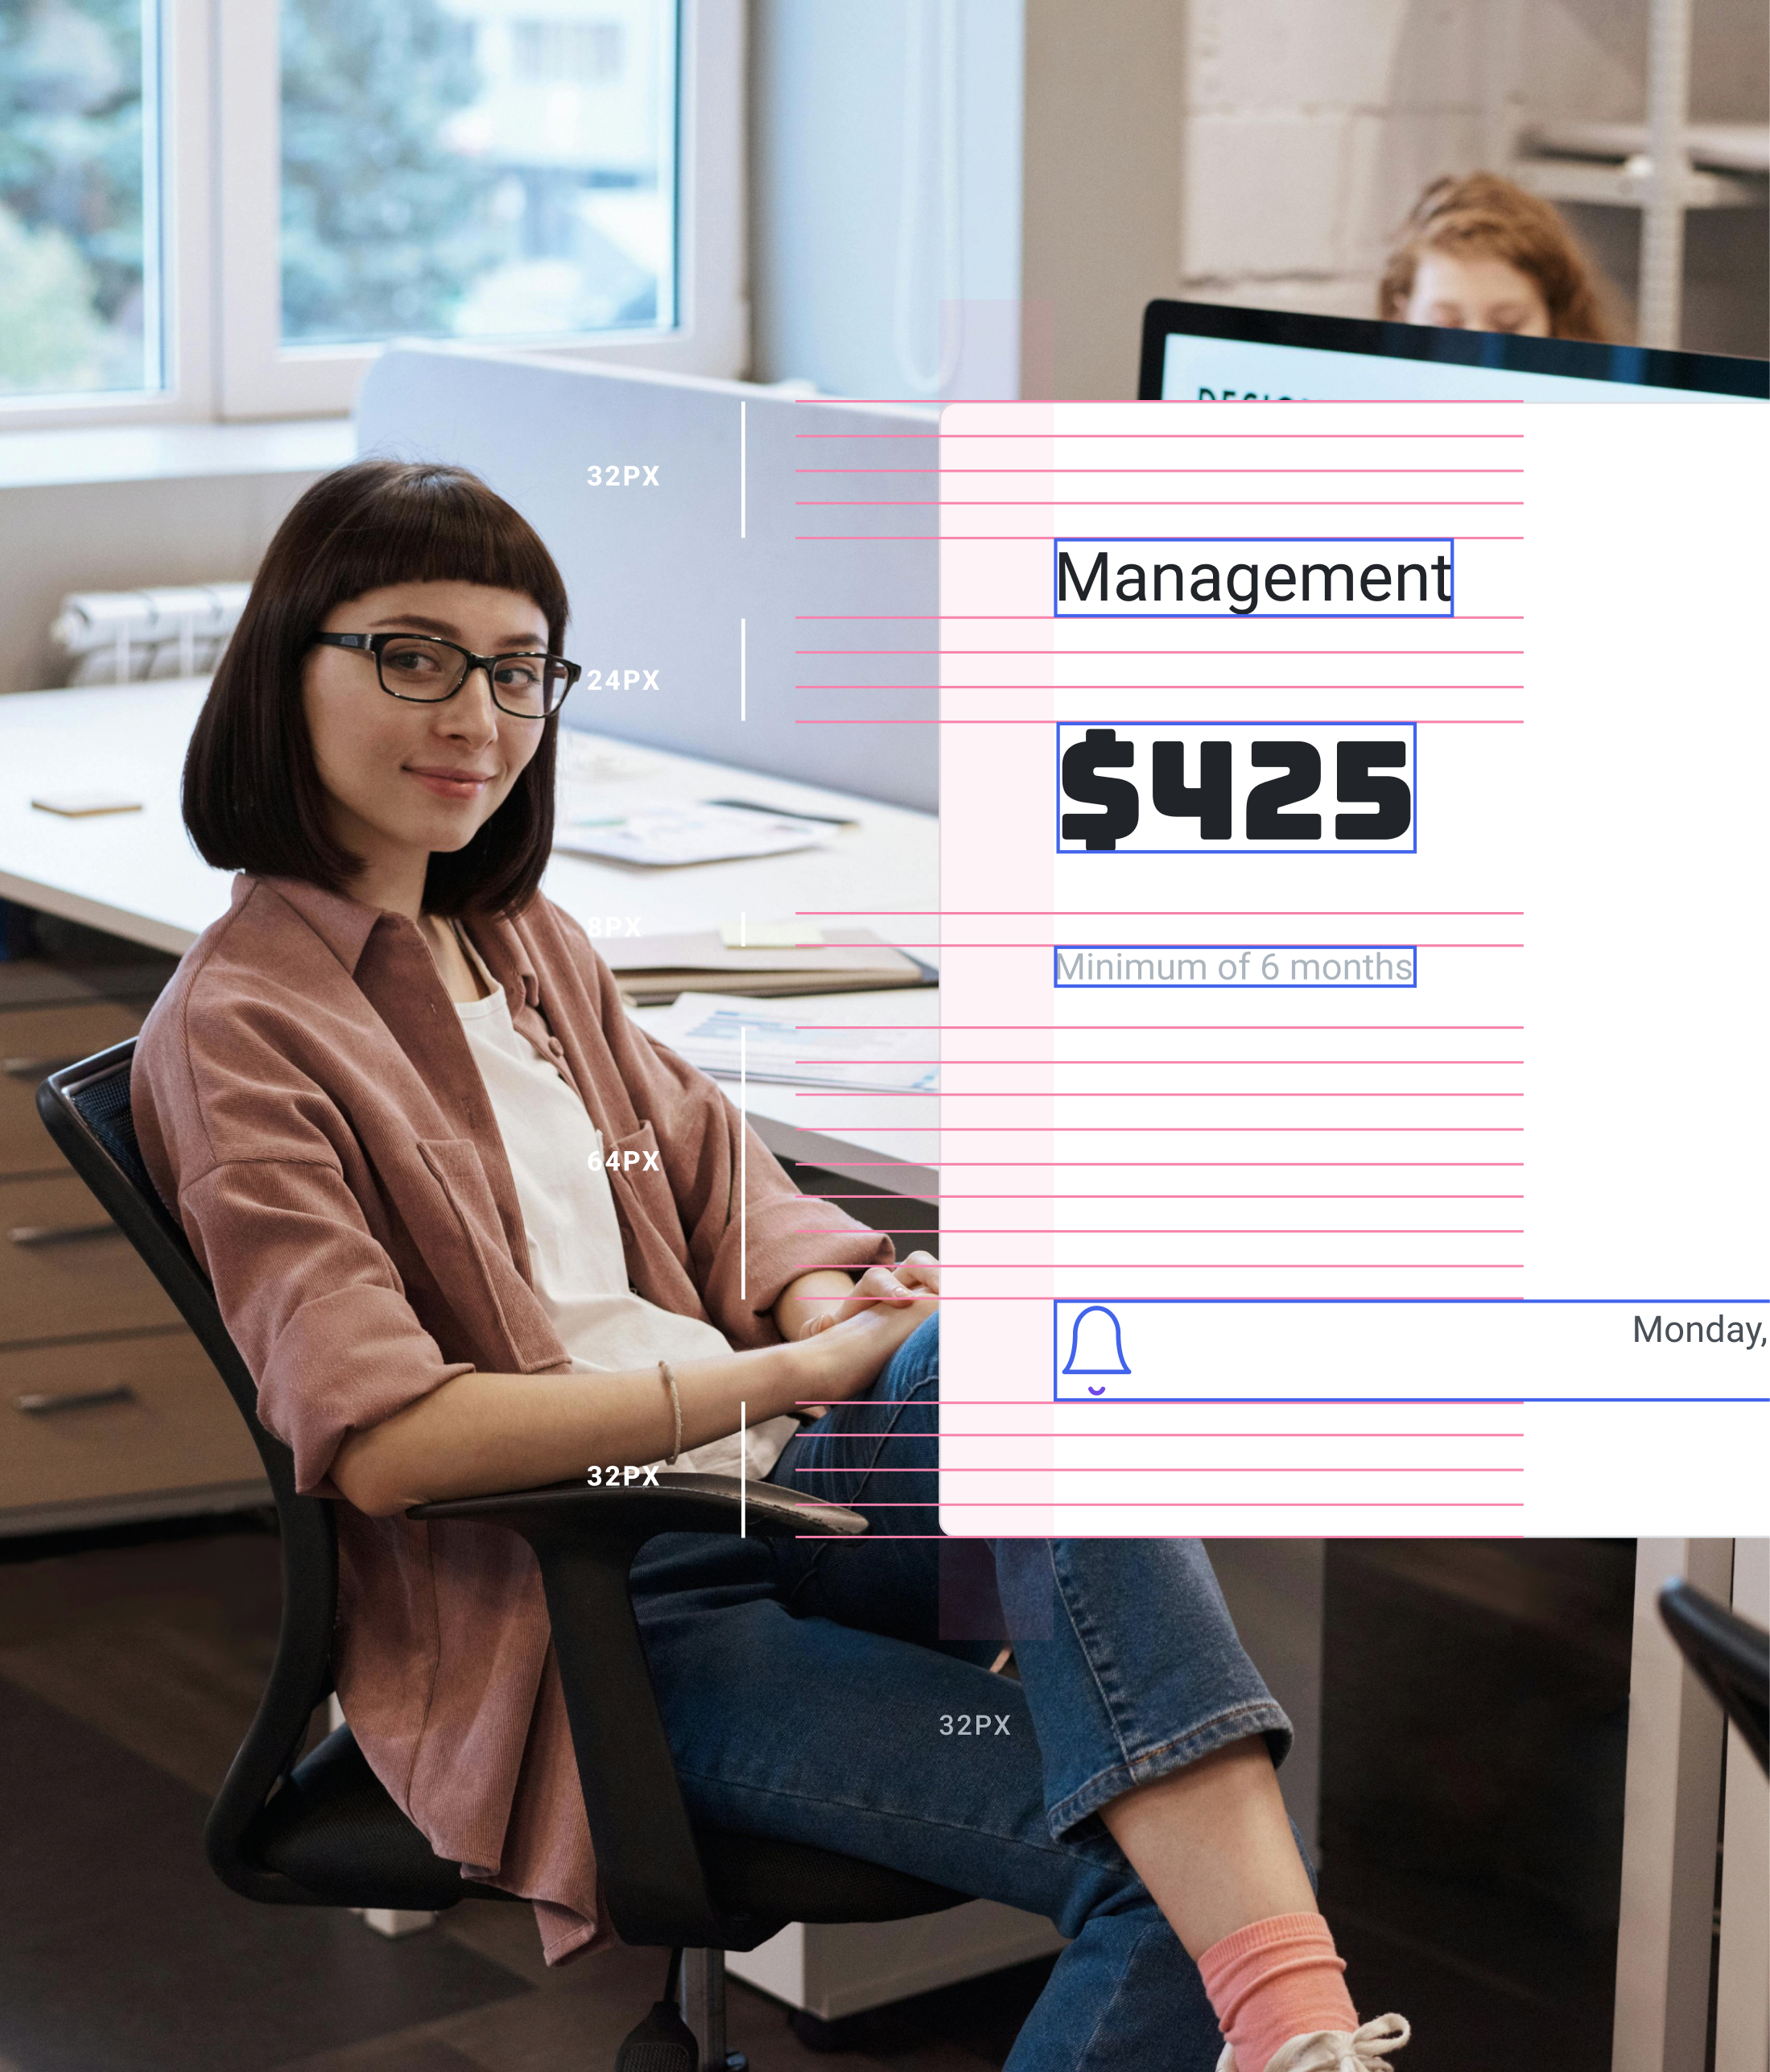 32PX
Management
24PX
$425
8PX
Minimum of 6 months
64PX
Monday,
32PX
32PX